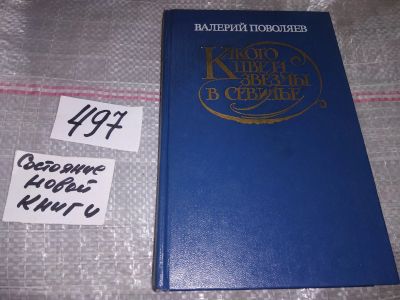 ВАЛЕРИЙ ПОВОЛЯЕВ
КАКОГО
ЦВЕТА
ЗВЕЗДЫ
В СЕВИЛЬЕ
497
Состояние
новой
книги